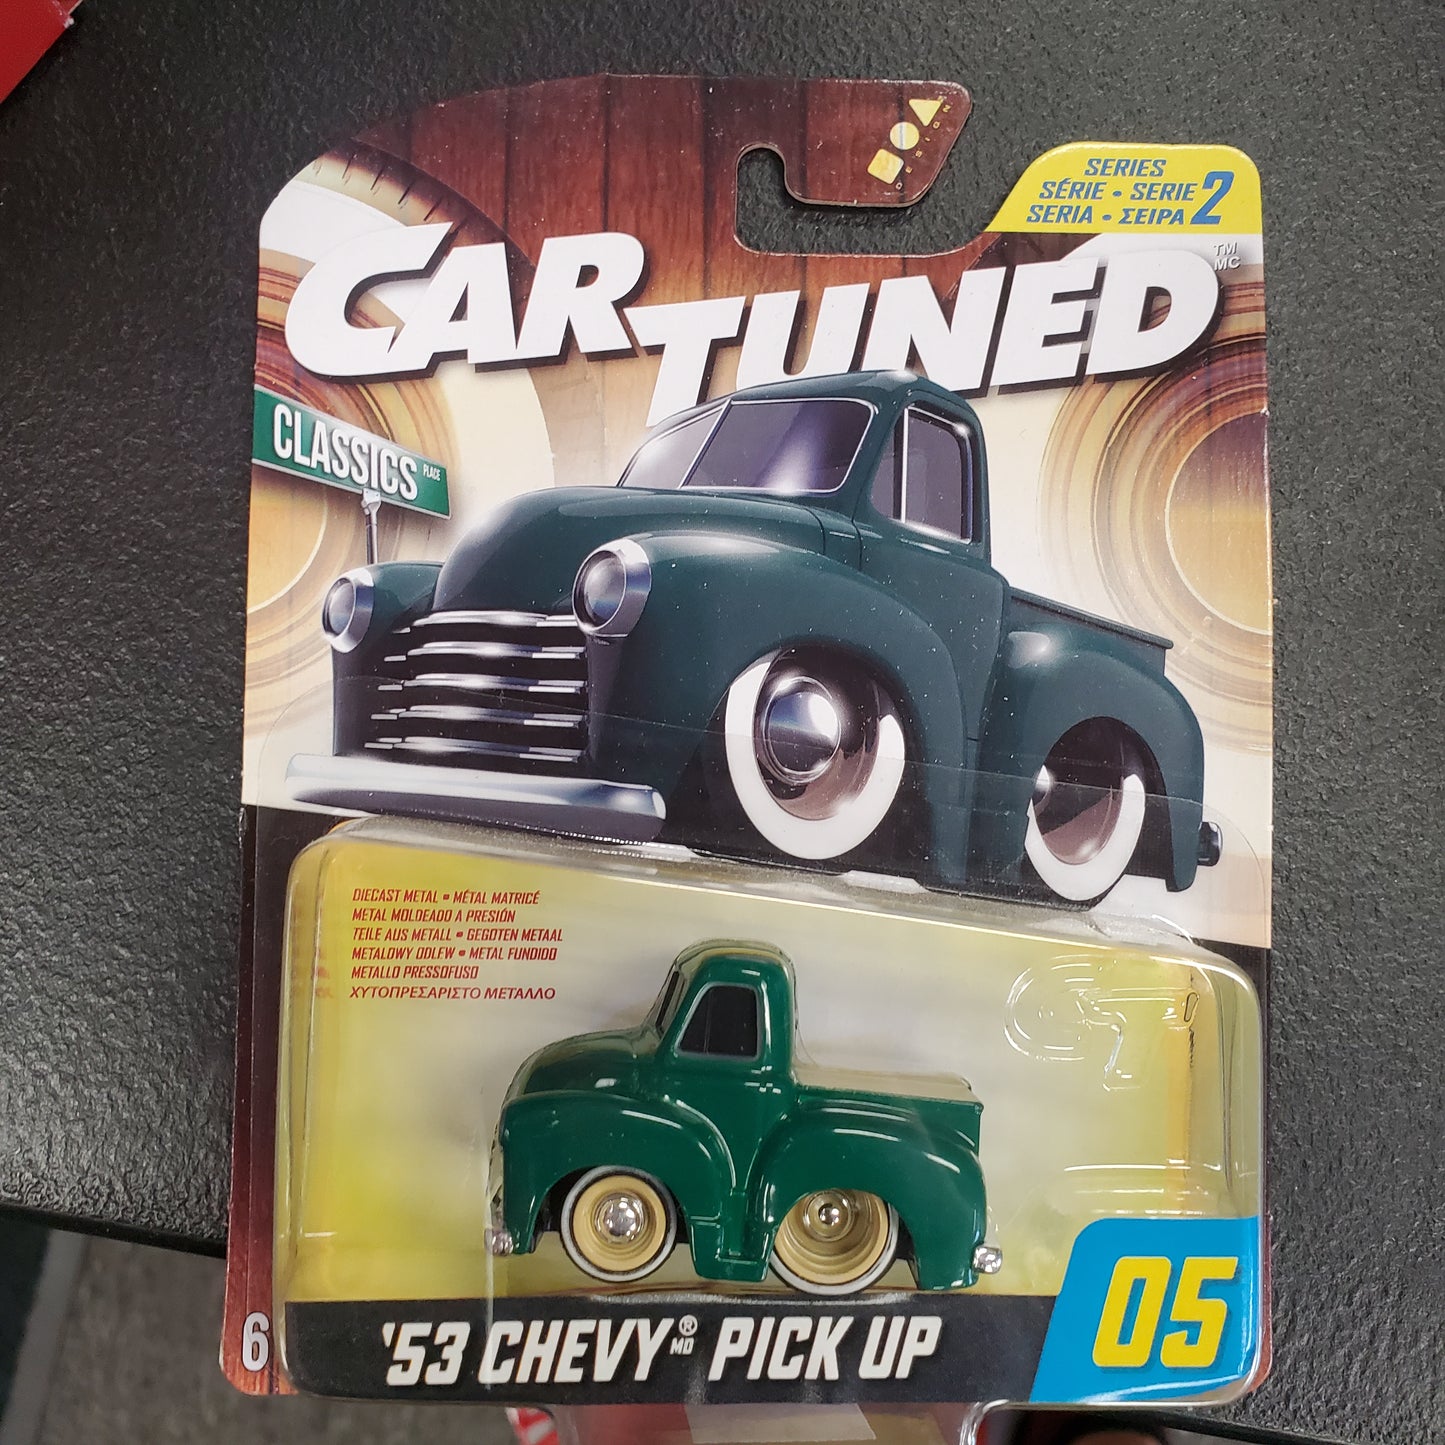 DESIGN
SERIES
SÉRIE • SERIE 2
SERIA • ΣΕΙΡΑ
CAR TUNED
TM
MC
CLASSICS PLACE
DIECAST METAL • MÉTAL MATRICÉ
METAL MOLDEADO A PRESIÓN
TEILE AUS METALL • GEGOTEN METAAL
METALOWY ODLEW • METAL FUNDIDO
METALLO PRESSOFUSO
ΧΥΤΟΠΡΕΣΑΡΙΣΤΟ ΜΕΤΑΛΛΟ
6
'53 CHEVY® MD PICK UP
05